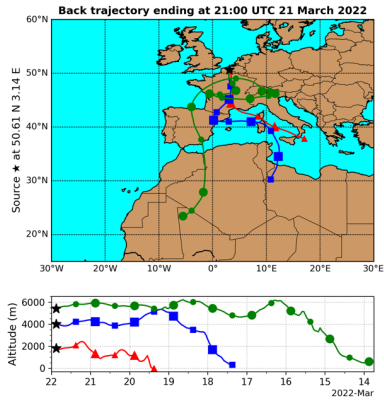 Back trajectory ending at 21:00 UTC 21 March 2022
Source ★ at 50.61 N 3.14 E
60°N
50°N
40°N
30°N
30°W 20°W 10°W 0° 10°E 20°E 30°E
Altitude (m)
6000
4000
2000
0
22 21 20 19 18 17 16 15 14
2022-Mar